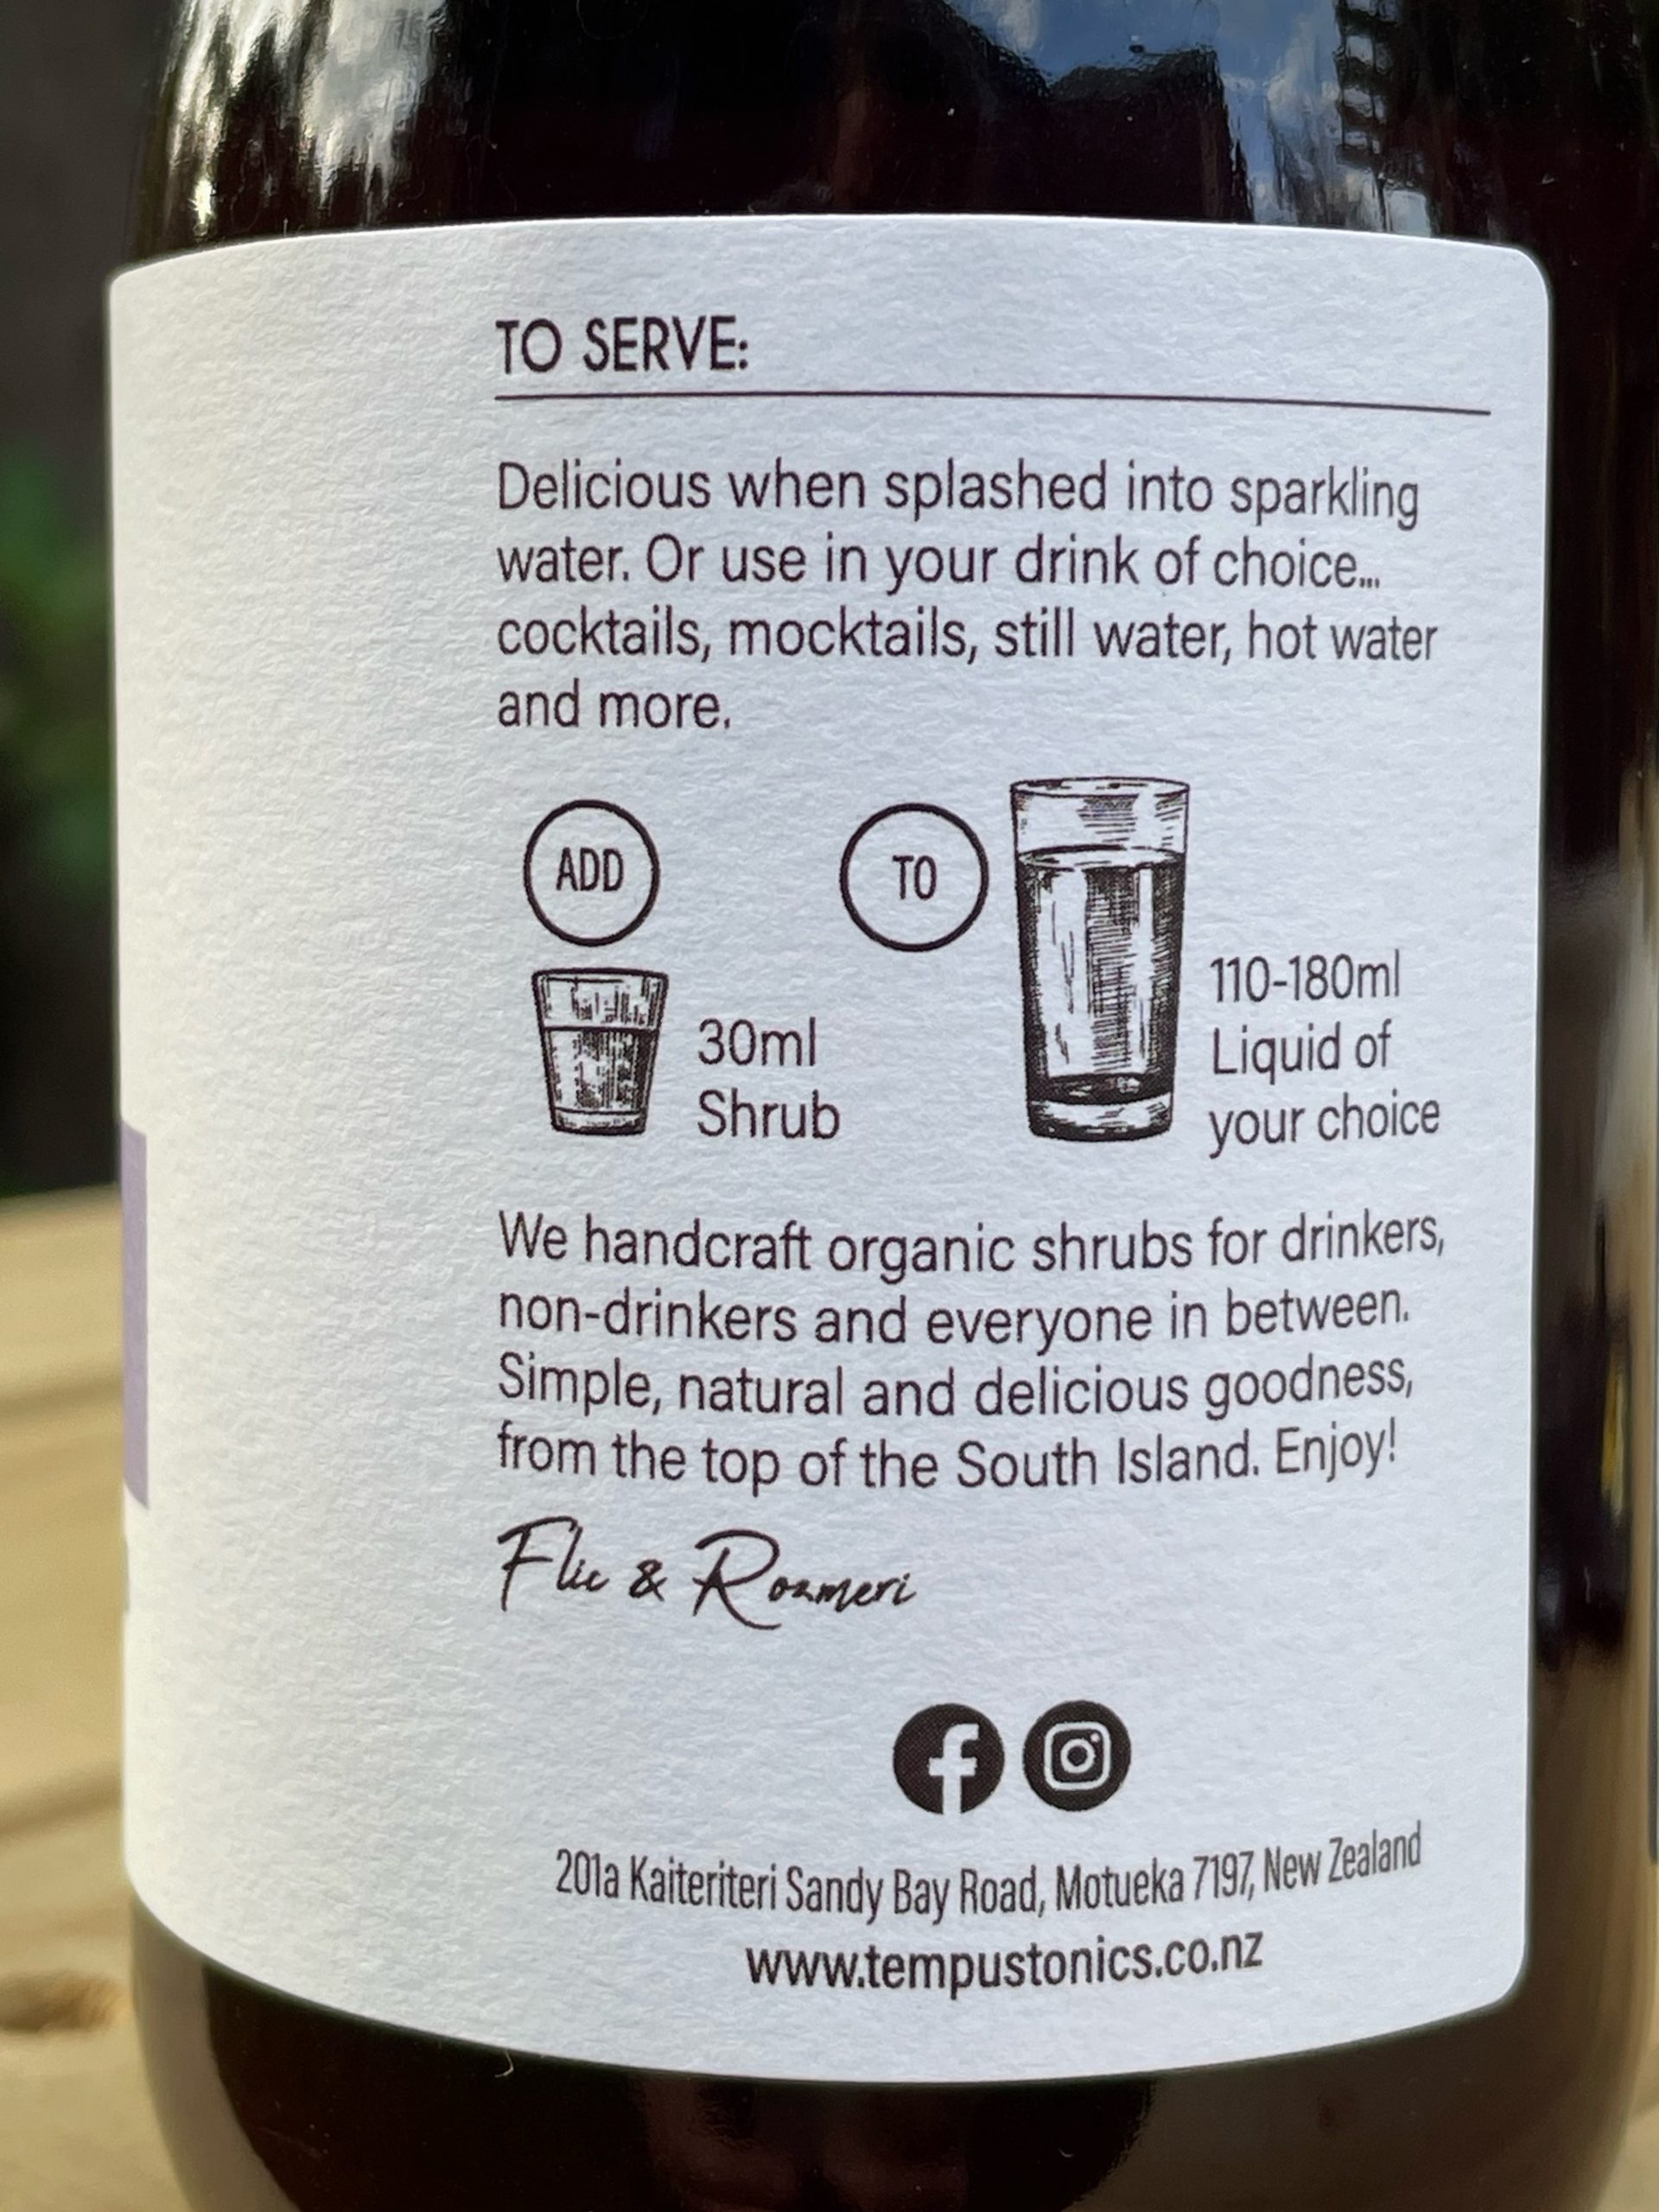 TO SERVE:
Delicious when splashed into sparkling
water. Or use in your drink of choice...
cocktails, mocktails, still water, hot water
and more.
ADD
TO
30ml
Shrub
110-180ml
Liquid of
your choice
We handcraft organic shrubs for drinkers,
non-drinkers and everyone in between.
Simple, natural and delicious goodness,
from the top of the South Island. Enjoy!
Flic & Rozmeri
201a Kaiteriteri Sandy Bay Road, Motueka 7197, New Zealand
www.tempustonics.co.nz